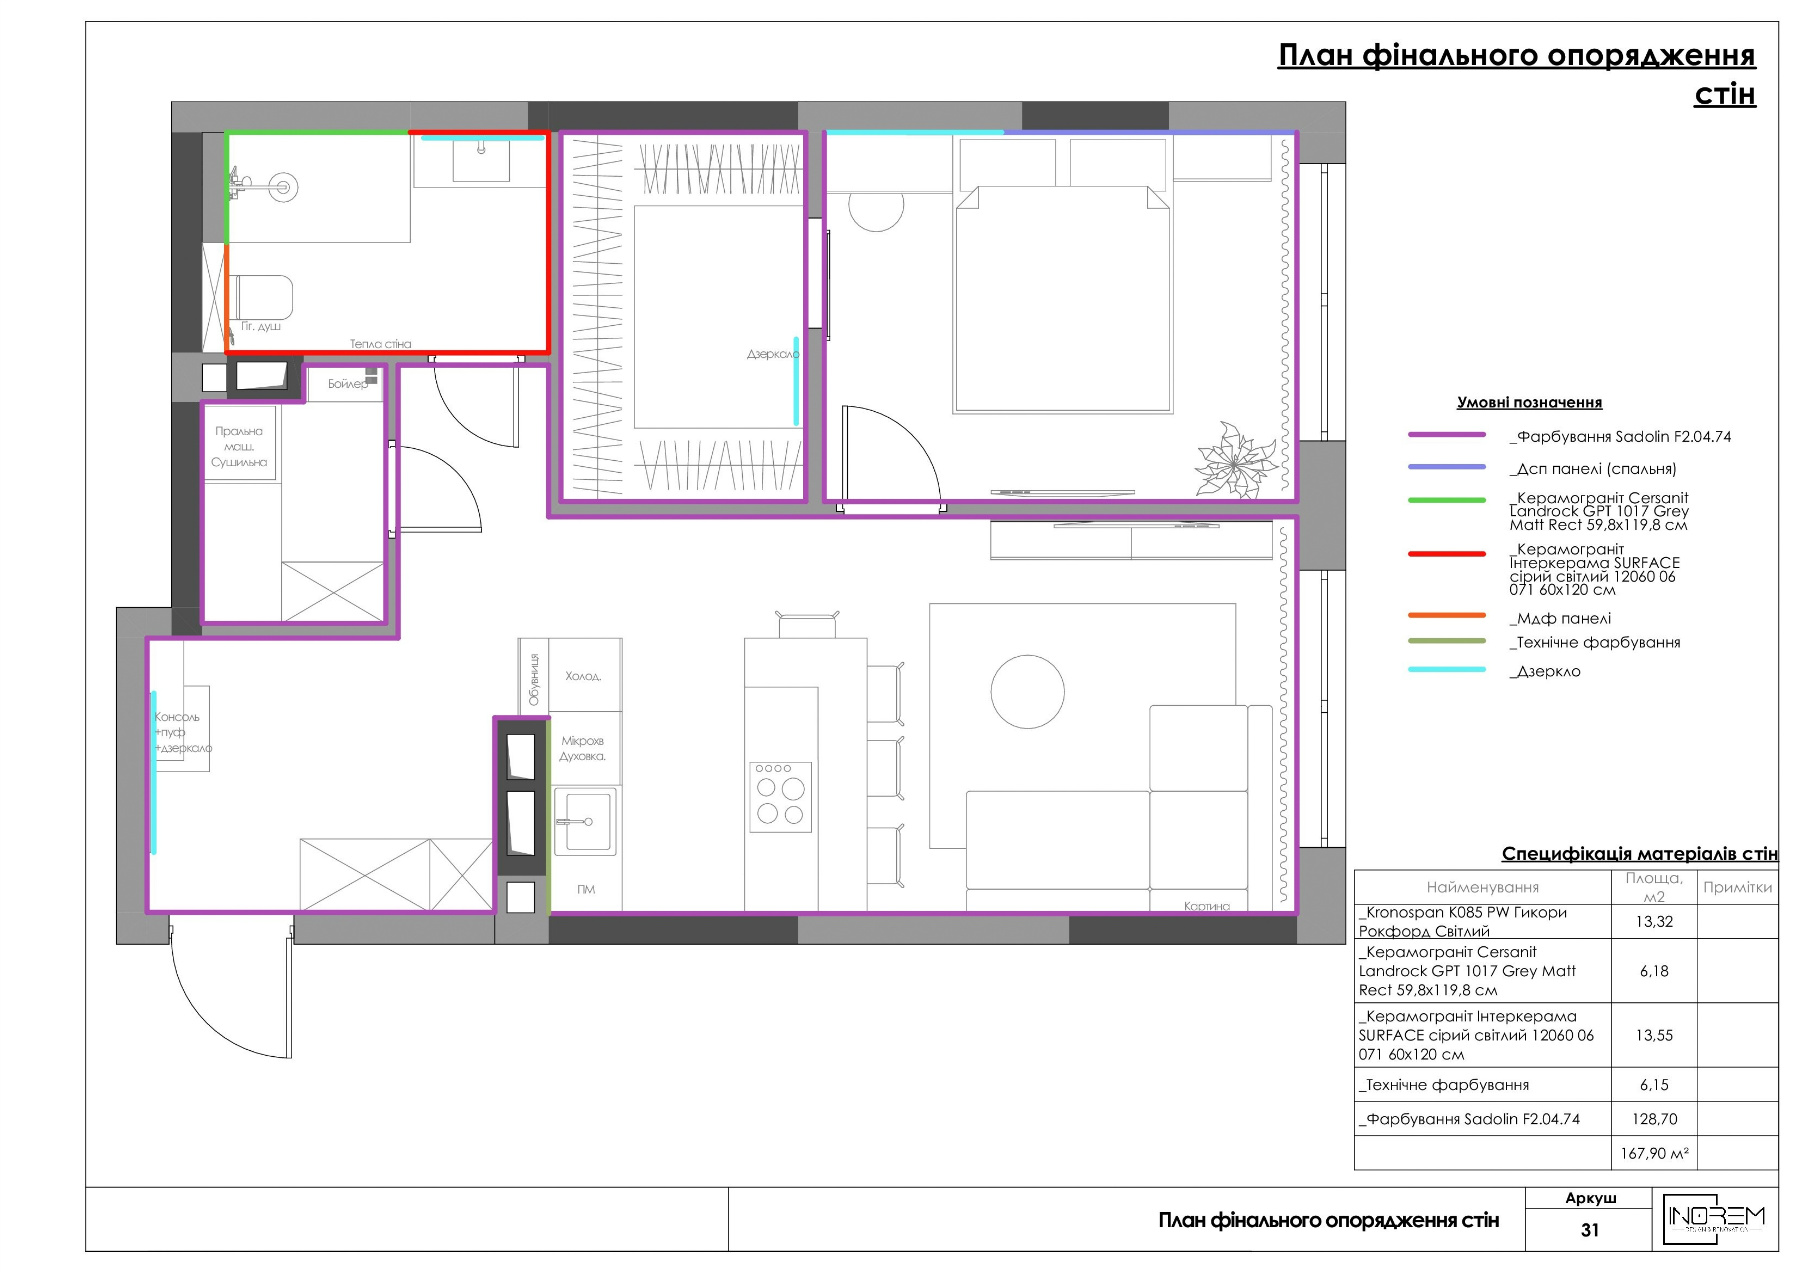 План фінального опорядження
стін
Гіг. душ
Тепла стіна
Дзеркало
Бойлер
Пральна
маш.
Сушильна
Обувниця
Холод.
Консоль
+пуф
+дзеркало
Мікрохв
Духовка.
ПМ
Картина
Умовні позначення
_Фарбування Sadolin F2.04.74
_Дсп панелі (спальня)
_Керамограніт Cersanit
Landrock GPT 1017 Grey
Matt Rect 59,8x119,8 см
_Керамограніт
Інтеркерама SURFACE
сірий світлий 12060 06
071 60x120 см
_Мдф панелі
_Технічне фарбування
_Дзеркло
Специфікація матеріалів стін
Найменування Площа, м2 Примітки
_Kronospan K085 PW Гикори
Рокфорд Світлий 13,32
_Керамограніт Cersanit
Landrock GPT 1017 Grey Matt 6,18
Rect 59,8x119,8 см
_Керамограніт Інтеркерама
SURFACE сірий світлий 12060 06 13,55
071 60x120 см
_Технічне фарбування 6,15
_Фарбування Sadolin F2.04.74 128,70
167,90 м²
План фінального опорядження стін
Аркуш
31
INOREM